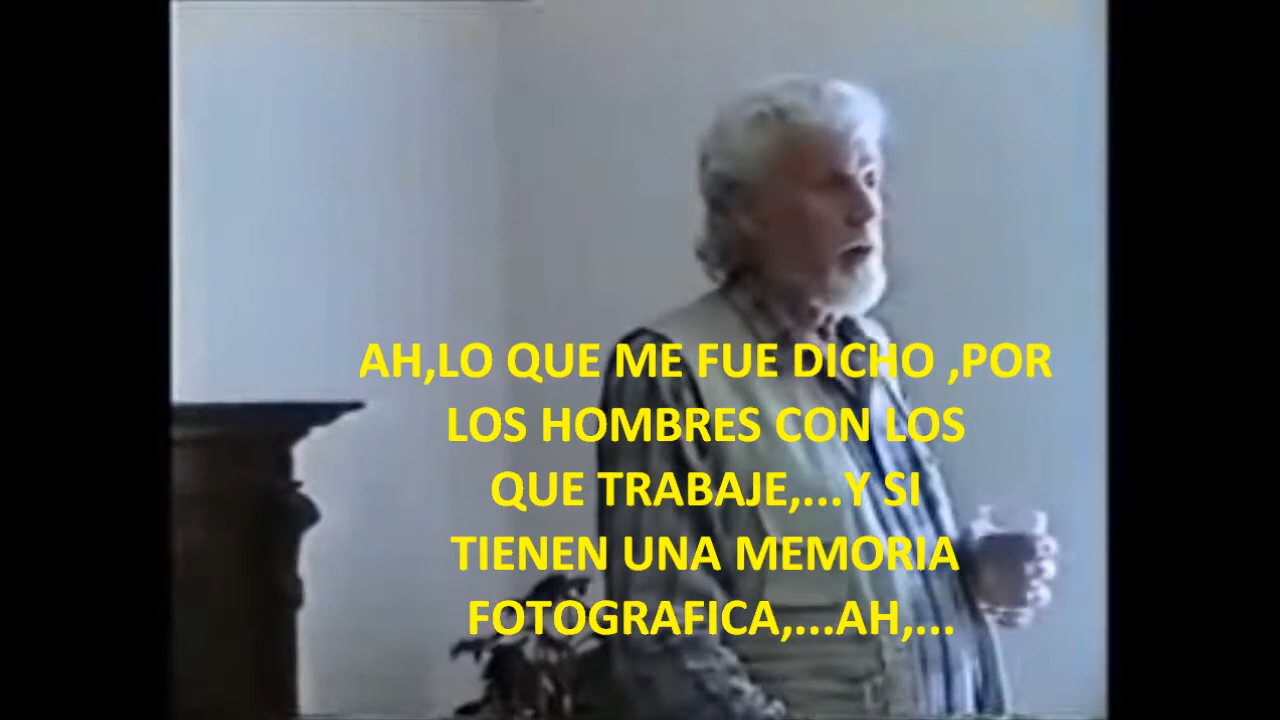 AH,LO QUE ME FUE DICHO ,POR
LOS HOMBRES CON LOS
QUE TRABAJE,...Y SI
TIENEN UNA MEMORIA
FOTOGRAFICA,...AH,...